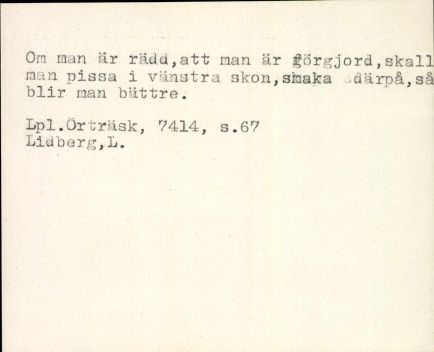 Om man är rädd,att man är förgjord,skall
man pissa i vänstra skon,smaka därpå,så
blir man bättre.
Lpl.Örträsk, 7414, s.67
Lidberg,L.